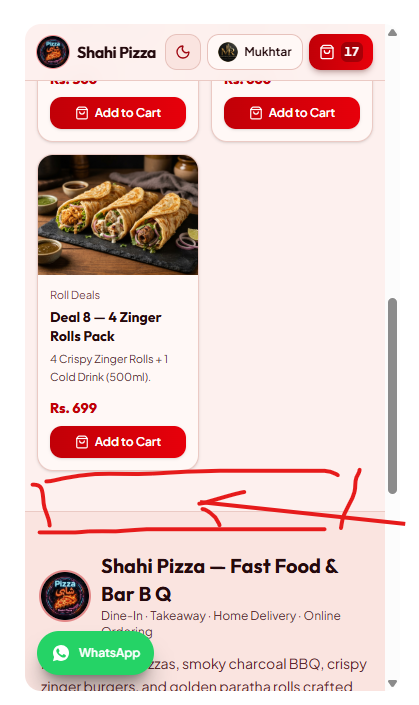 Shahi Pizza
Mukhtar
17
Add to Cart
Add to Cart
Roll Deals
Deal 8 — 4 Zinger
Rolls Pack
4 Crispy Zinger Rolls + 1
Cold Drink (500ml).
Rs. 699
Add to Cart
Pizza
شاہی
Shahi Pizza — Fast Food &
Bar B Q
Dine-In · Takeaway · Home Delivery · Online
Ordering
WhatsApp
pizzas, smoky charcoal BBQ, crispy
zinger burgers, and golden paratha rolls crafted